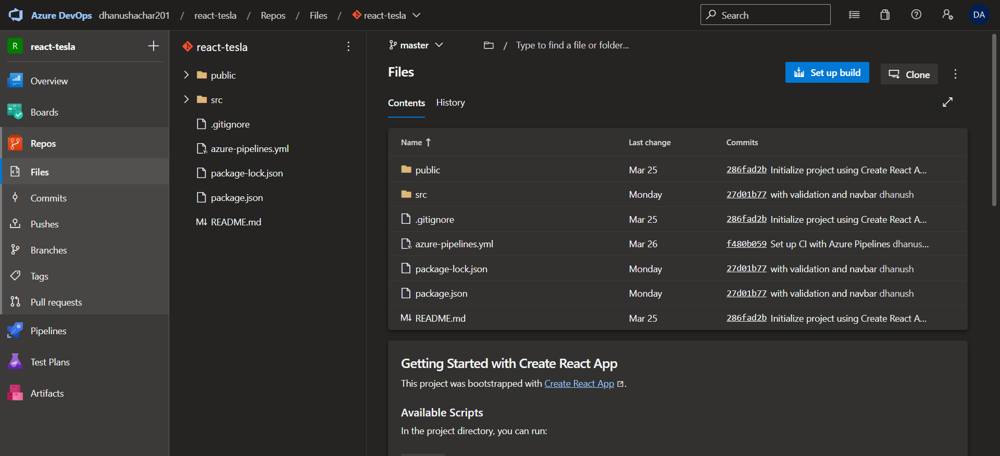 Azure DevOps dhanushachar201 / react-tesla / Repos / Files / react-tesla
Search
DA
R react-tesla
Overview
Boards
Repos
Files
Commits
Pushes
Branches
Tags
Pull requests
Pipelines
Test Plans
Artifacts
react-tesla
public
src
.gitignore
azure-pipelines.yml
package-lock.json
package.json
M↓ README.md
master
/ Type to find a file or folder...
Files
Set up build
Clone
Contents History
Name ↑ Last change Commits
public Mar 25 286fad2b Initialize project using Create React A...
src Monday 27d01b77 with validation and navbar dhanush
.gitignore Mar 25 286fad2b Initialize project using Create React A...
azure-pipelines.yml Mar 26 f480b059 Set up CI with Azure Pipelines dhanus...
package-lock.json Monday 27d01b77 with validation and navbar dhanush
package.json Monday 27d01b77 with validation and navbar dhanush
M↓ README.md Mar 25 286fad2b Initialize project using Create React A...
Getting Started with Create React App
This project was bootstrapped with Create React App.
Available Scripts
In the project directory, you can run: